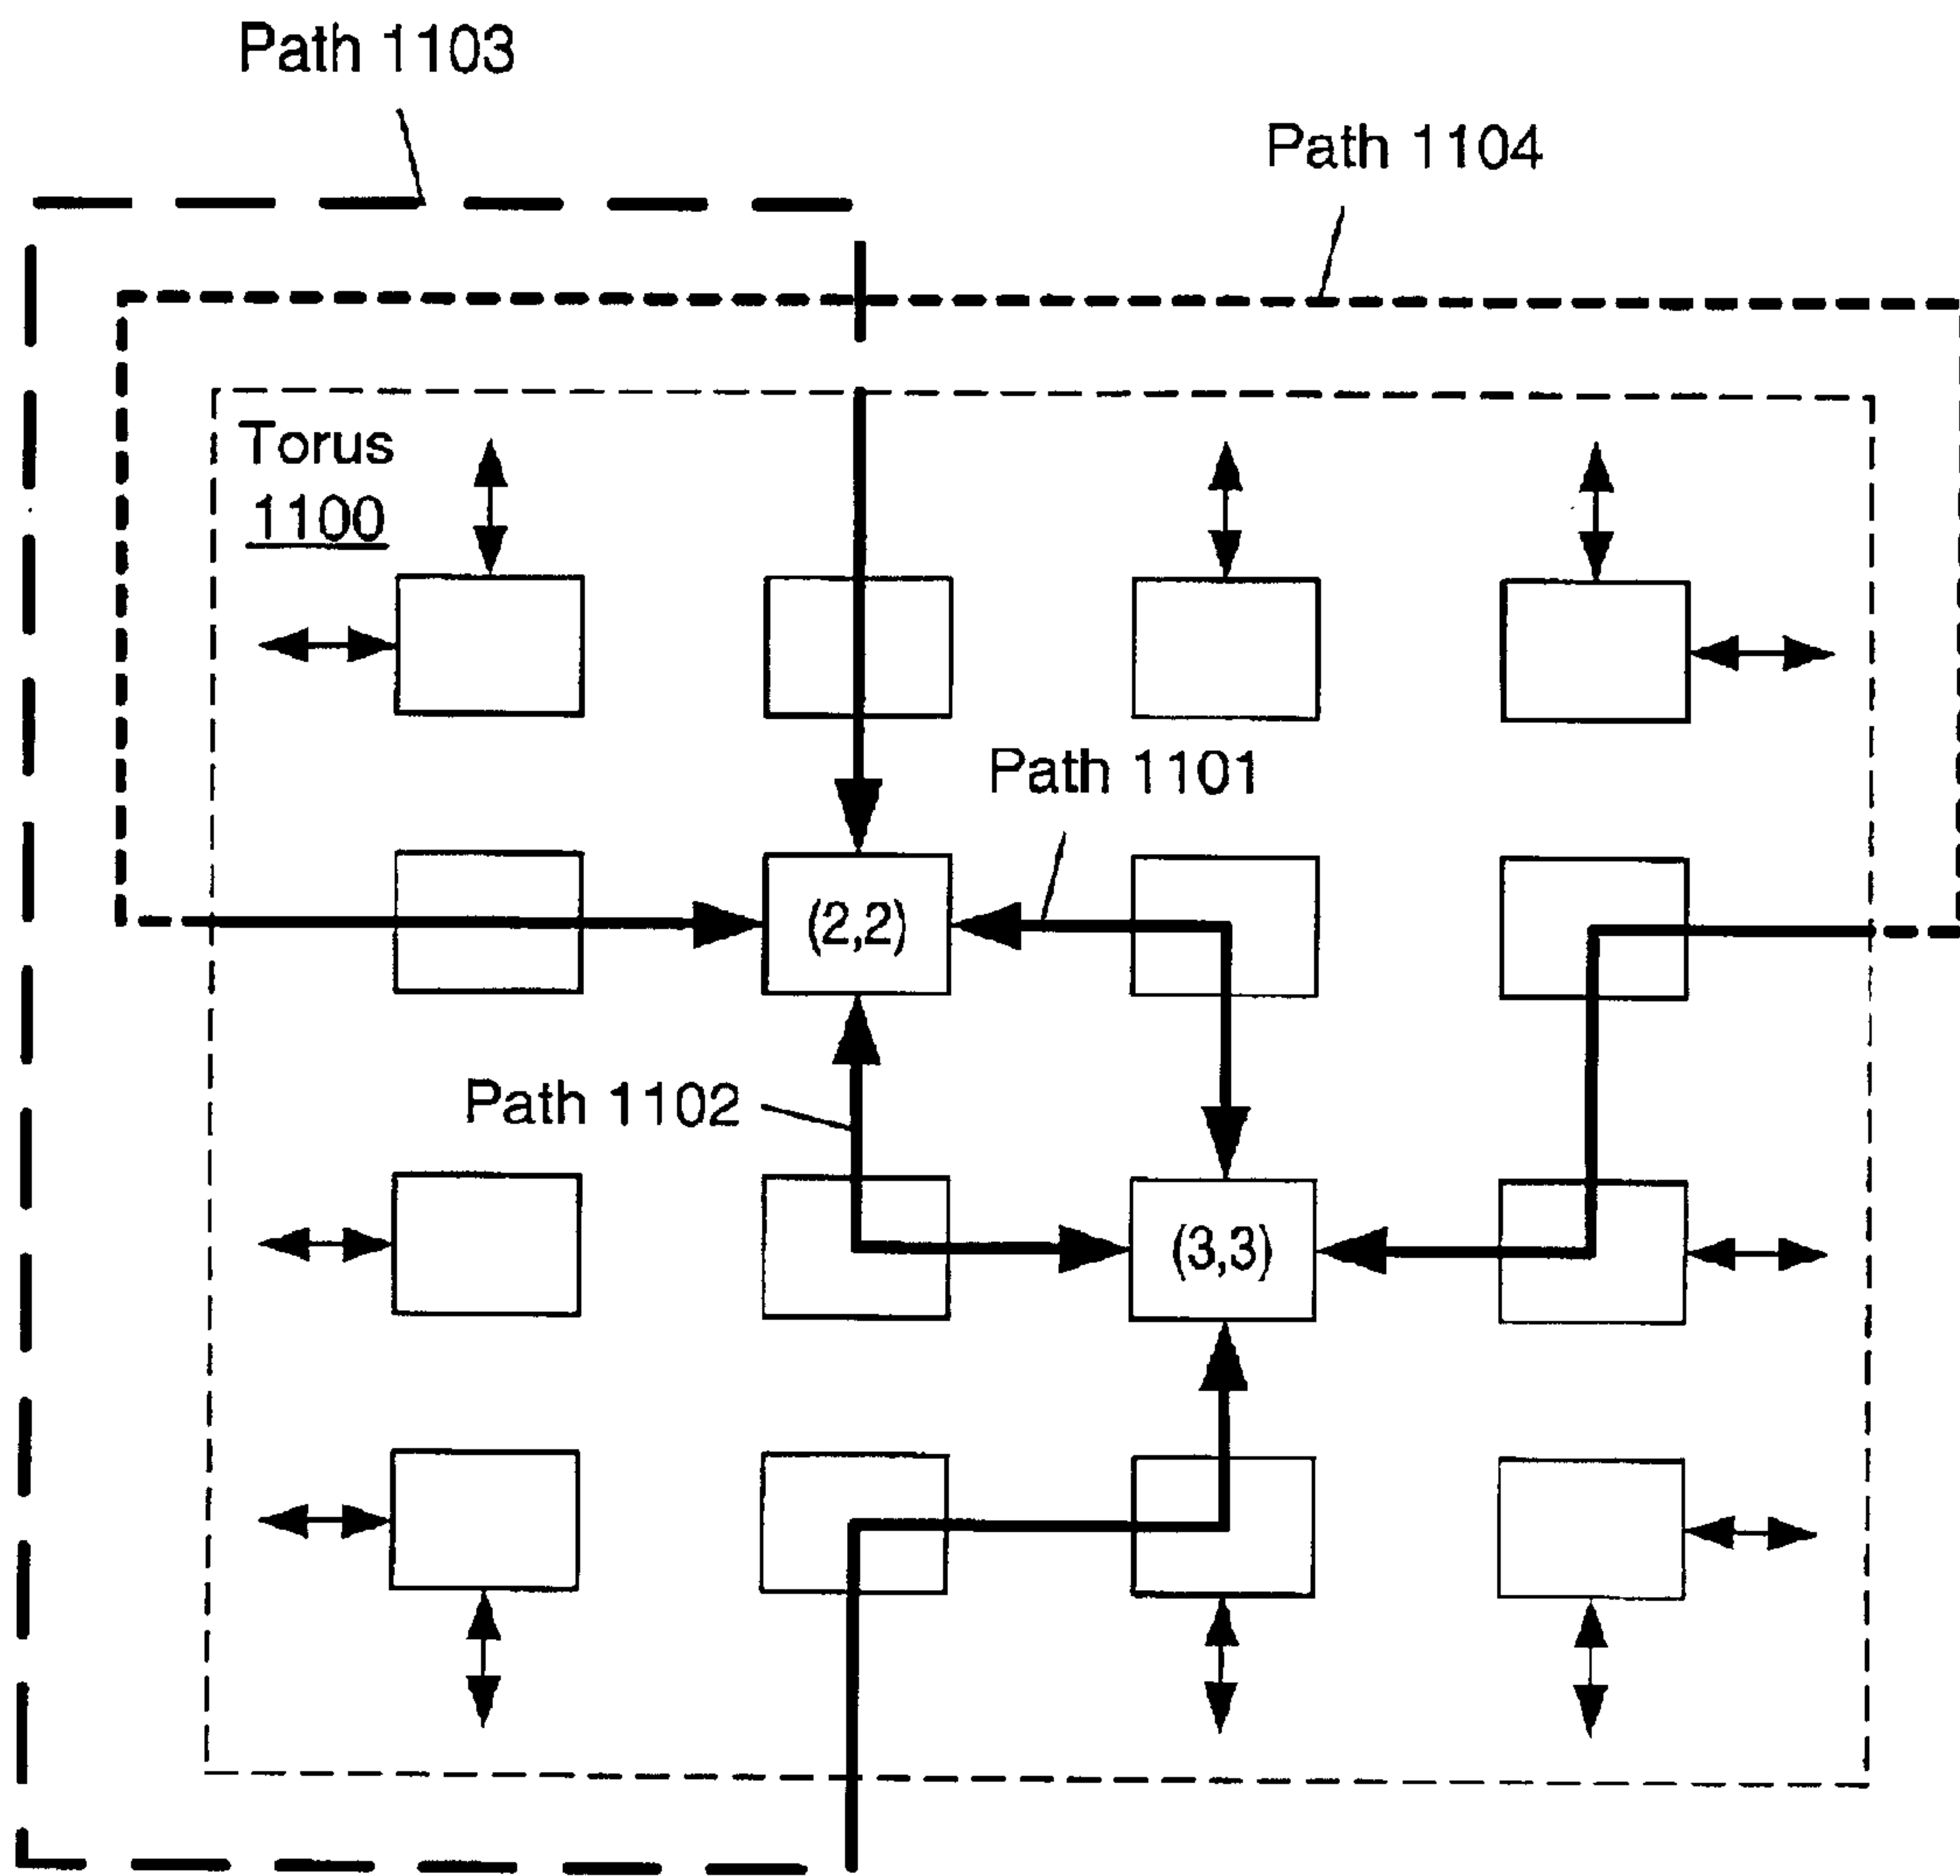 Path 1103
Path 1104
Torus
1100
Path 1101
(2,2)
Path 1102
(3,3)